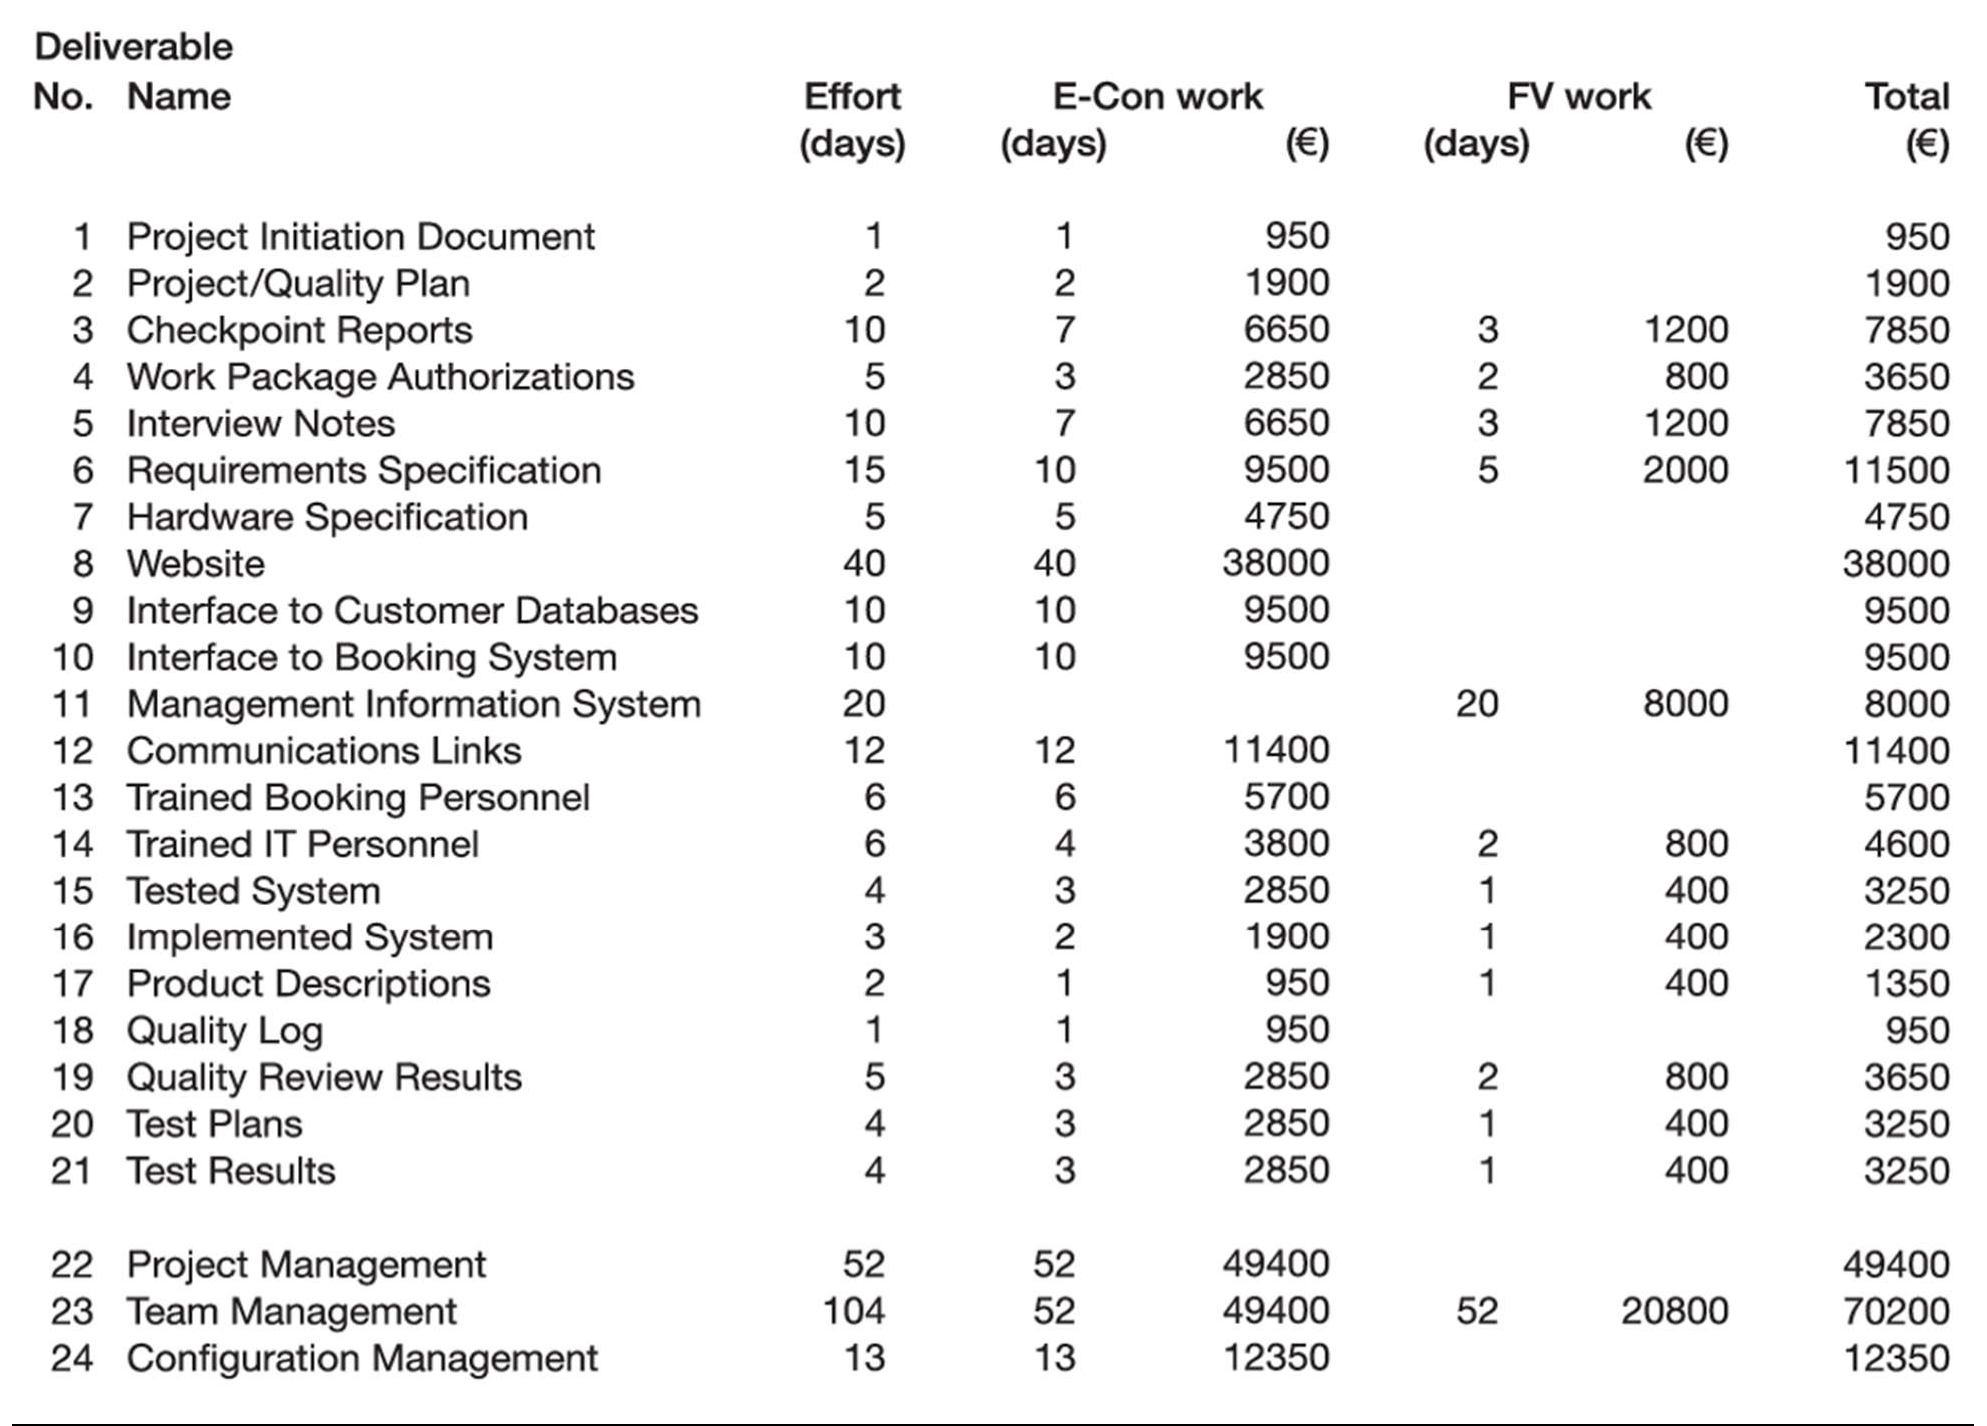 Deliverable
No. Name Effort E-Con work FV work Total
(days) (days) (€) (days) (€) (€)
1 Project Initiation Document 1 1 950 950
2 Project/Quality Plan 2 2 1900 1900
3 Checkpoint Reports 10 7 6650 3 1200 7850
4 Work Package Authorizations 5 3 2850 2 800 3650
5 Interview Notes 10 7 6650 3 1200 7850
6 Requirements Specification 15 10 9500 5 2000 11500
7 Hardware Specification 5 5 4750 4750
8 Website 40 40 38000 38000
9 Interface to Customer Databases 10 10 9500 9500
10 Interface to Booking System 10 10 9500 9500
11 Management Information System 20 20 8000 8000
12 Communications Links 12 12 11400 11400
13 Trained Booking Personnel 6 6 5700 5700
14 Trained IT Personnel 6 4 3800 2 800 4600
15 Tested System 4 3 2850 1 400 3250
16 Implemented System 3 2 1900 1 400 2300
17 Product Descriptions 2 1 950 1 400 1350
18 Quality Log 1 1 950 950
19 Quality Review Results 5 3 2850 2 800 3650
20 Test Plans 4 3 2850 1 400 3250
21 Test Results 4 3 2850 1 400 3250
22 Project Management 52 52 49400 49400
23 Team Management 104 52 49400 52 20800 70200
24 Configuration Management 13 13 12350 12350